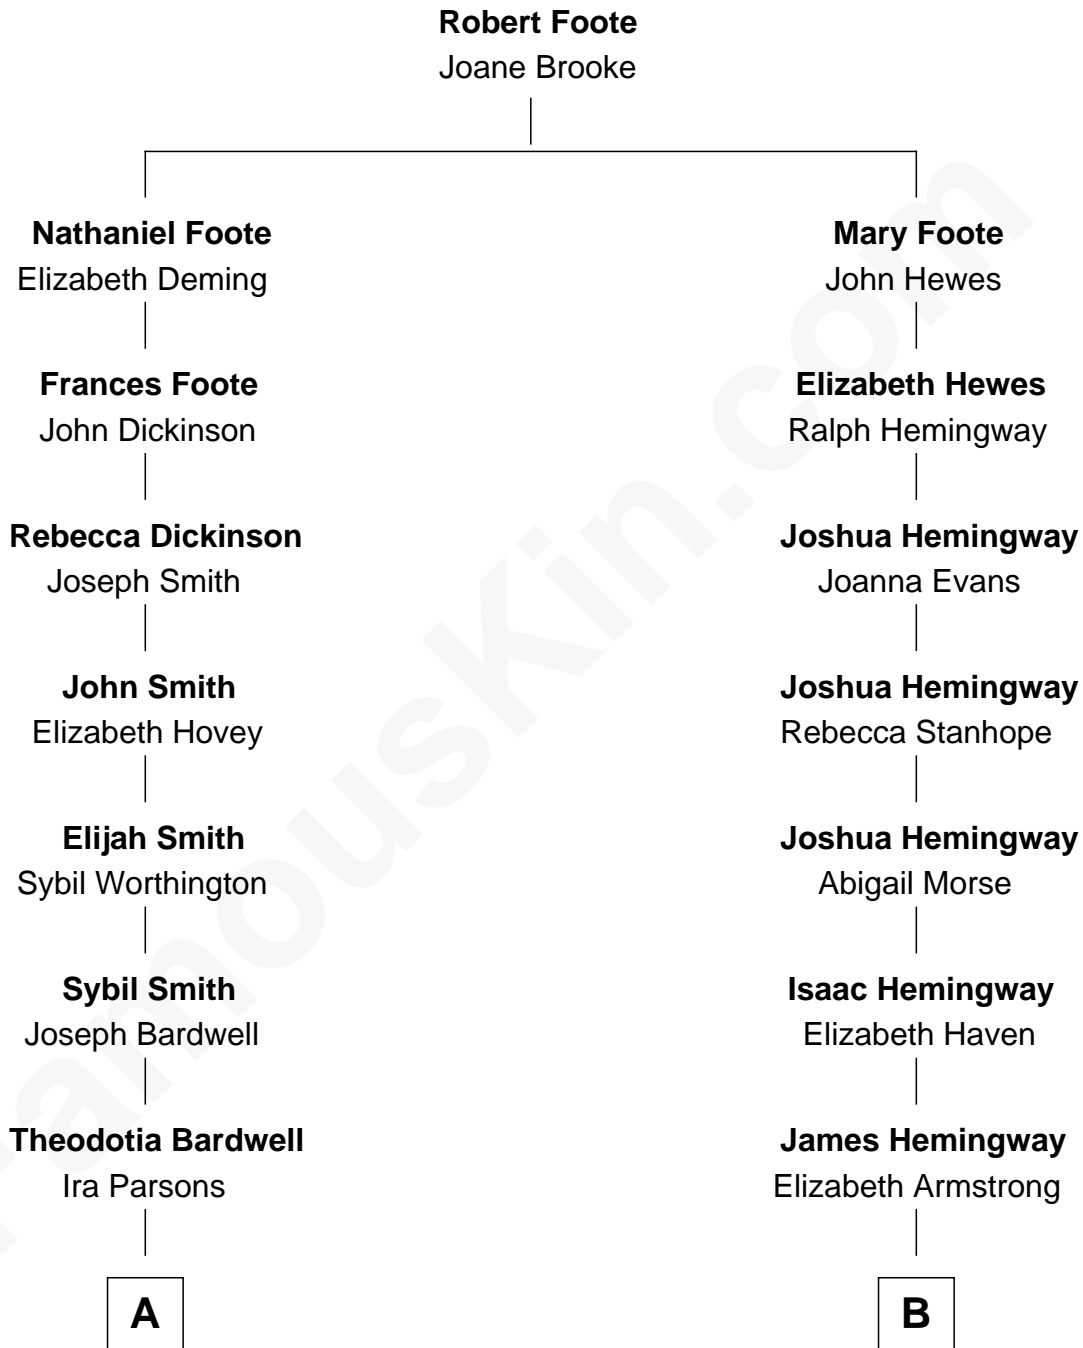 Robert Foote
Joane Brooke
Nathaniel Foote
Elizabeth Deming
Mary Foote
John Hewes
Frances Foote
John Dickinson
Elizabeth Hewes
Ralph Hemingway
Rebecca Dickinson
Joseph Smith
Joshua Hemingway
Joanna Evans
John Smith
Elizabeth Hovey
Joshua Hemingway
Rebecca Stanhope
Elijah Smith
Sybil Worthington
Joshua Hemingway
Abigail Morse
Sybil Smith
Joseph Bardwell
Isaac Hemingway
Elizabeth Haven
Theodotia Bardwell
Ira Parsons
James Hemingway
Elizabeth Armstrong
A
B
FamousKin.com